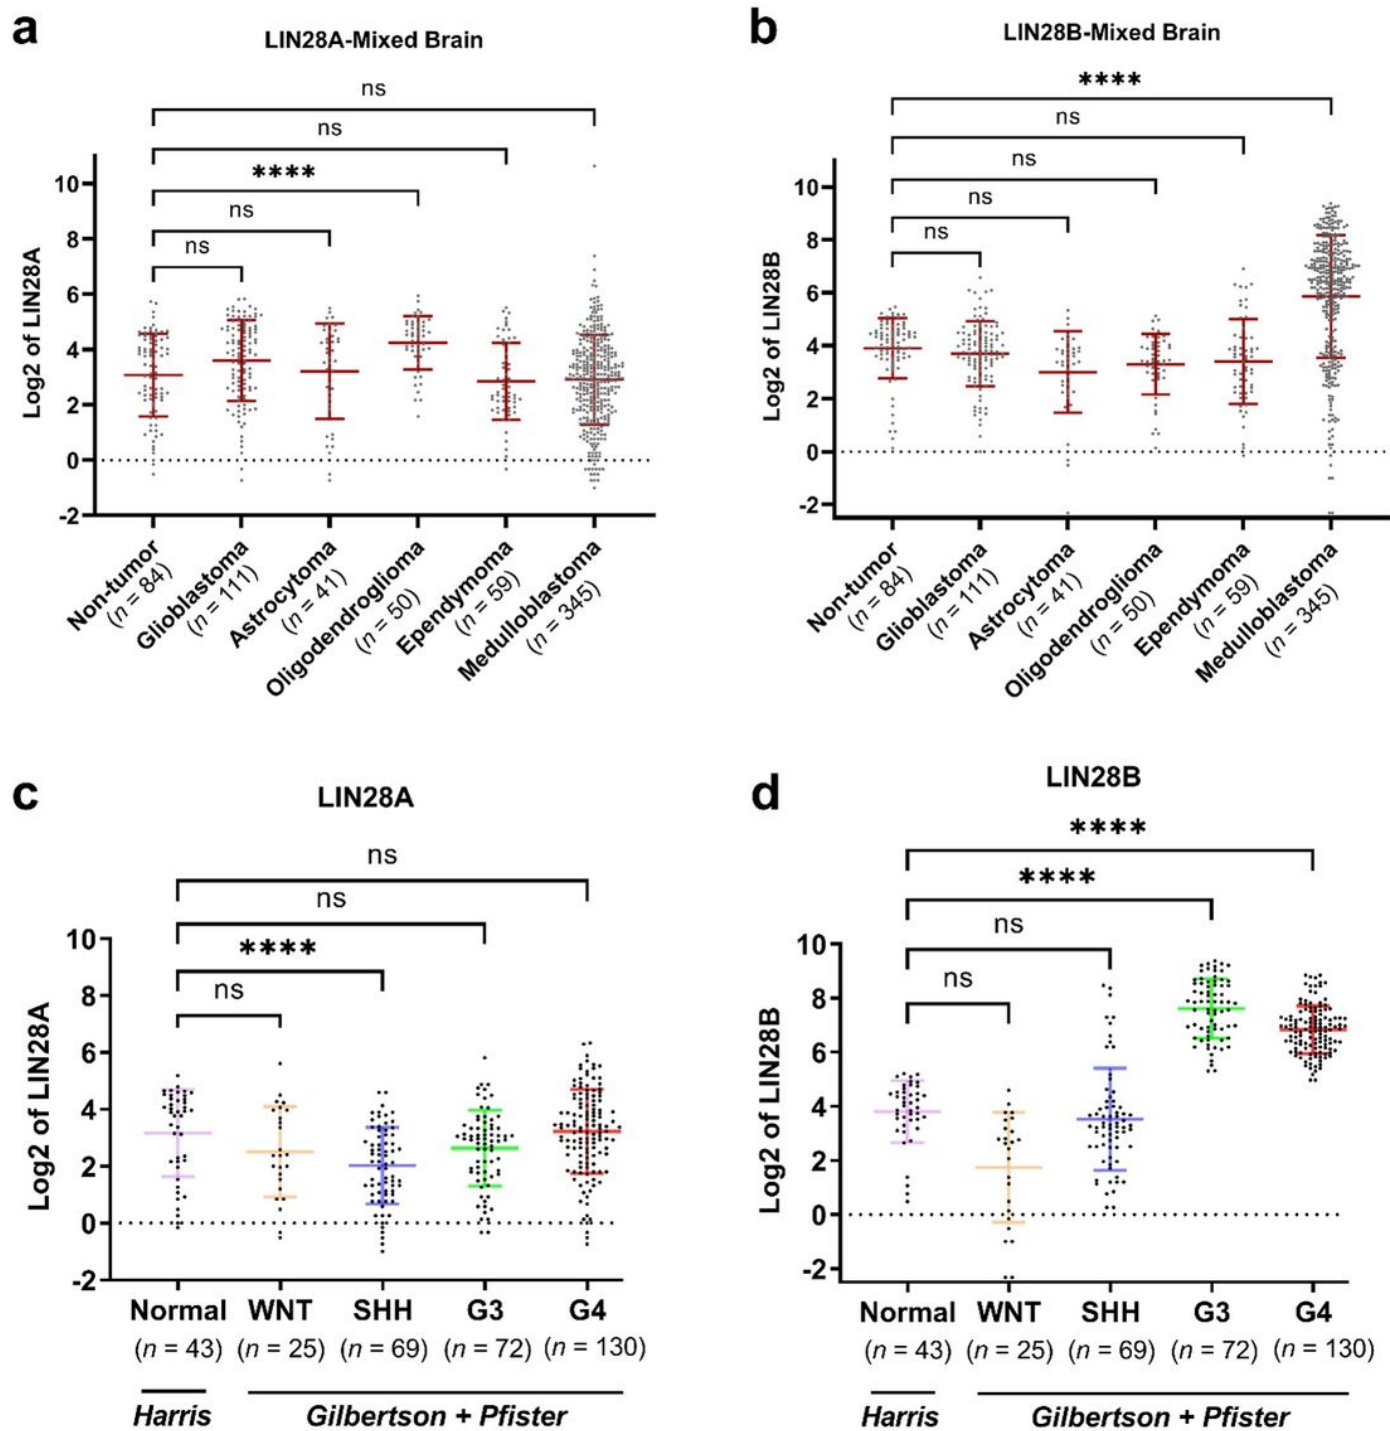 a
LIN28A-Mixed Brain
ns
ns
****
ns
ns
Log2 of LIN28A
10
8
6
4
2
0
-2
Non-tumor
(n = 84)
Glioblastoma
(n = 111)
Astrocytoma
(n = 41)
Oligodendroglioma
(n = 50)
Ependymoma
(n = 59)
Medulloblastoma
(n = 345)
b
LIN28B-Mixed Brain
****
ns
ns
ns
ns
Log2 of LIN28B
10
8
6
4
2
0
-2
Non-tumor
(n = 84)
Glioblastoma
(n = 111)
Astrocytoma
(n = 41)
Oligodendroglioma
(n = 50)
Ependymoma
(n = 59)
Medulloblastoma
(n = 345)
c
LIN28A
ns
ns
****
ns
Log2 of LIN28A
10
8
6
4
2
0
-2
Normal WNT SHH G3 G4
(n = 43) (n = 25) (n = 69) (n = 72) (n = 130)
Harris Gilbertson + Pfister
d
LIN28B
****
****
ns
ns
Log2 of LIN28B
10
8
6
4
2
0
-2
Normal WNT SHH G3 G4
(n = 43) (n = 25) (n = 69) (n = 72) (n = 130)
Harris Gilbertson + Pfister